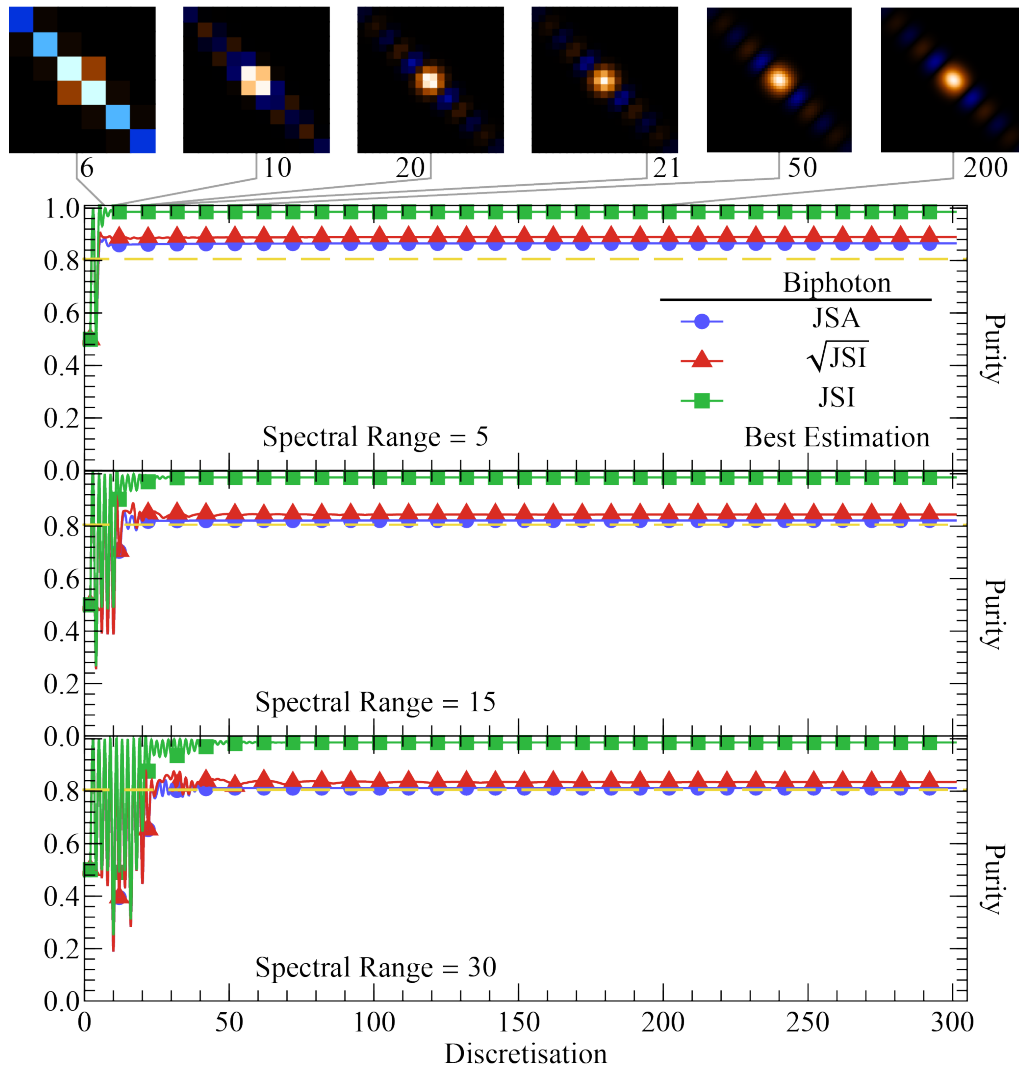 6 10 20 21 50 200
1.0
0.8
0.6
0.4
0.2
0.0
Purity
Biphoton
JSA
√JSI
JSI
Best Estimation
Spectral Range = 5
0.8
0.6
0.4
0.2
0.0
Purity
Spectral Range = 15
0.8
0.6
0.4
0.2
0.0
Purity
Spectral Range = 30
0 50 100 150 200 250 300
Discretisation